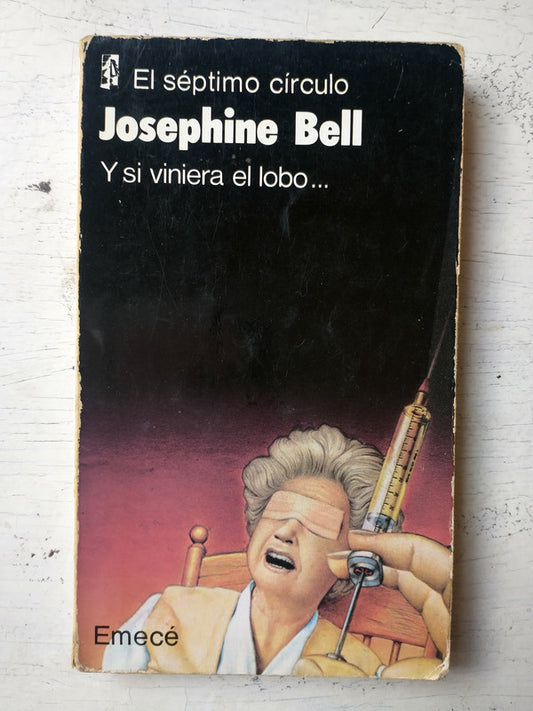 El séptimo círculo
Josephine Bell
Y si viniera el lobo...
Emecé